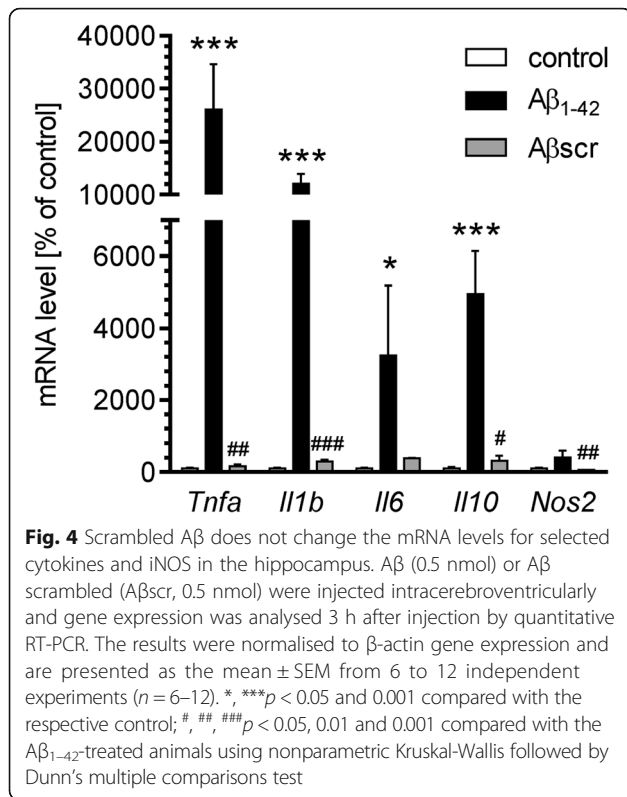 40000
30000
20000
10000
6000
4000
2000
0
mRNA level [% of control]
***
***
*
***
##
###
#
##
control
Aβ₁₋₄₂
Aβscr
Tnfa Il1b Il6 Il10 Nos2
Fig. 4 Scrambled Aβ does not change the mRNA levels for selected
cytokines and iNOS in the hippocampus. Aβ (0.5 nmol) or Aβ
scrambled (Aβscr, 0.5 nmol) were injected intracerebroventricularly
and gene expression was analysed 3 h after injection by quantitative
RT-PCR. The results were normalised to β-actin gene expression and
are presented as the mean ± SEM from 6 to 12 independent
experiments (n = 6–12). *, ***p < 0.05 and 0.001 compared with the
respective control; #, ##, ###p < 0.05, 0.01 and 0.001 compared with the
Aβ₁₋₄₂-treated animals using nonparametric Kruskal-Wallis followed by
Dunn's multiple comparisons test